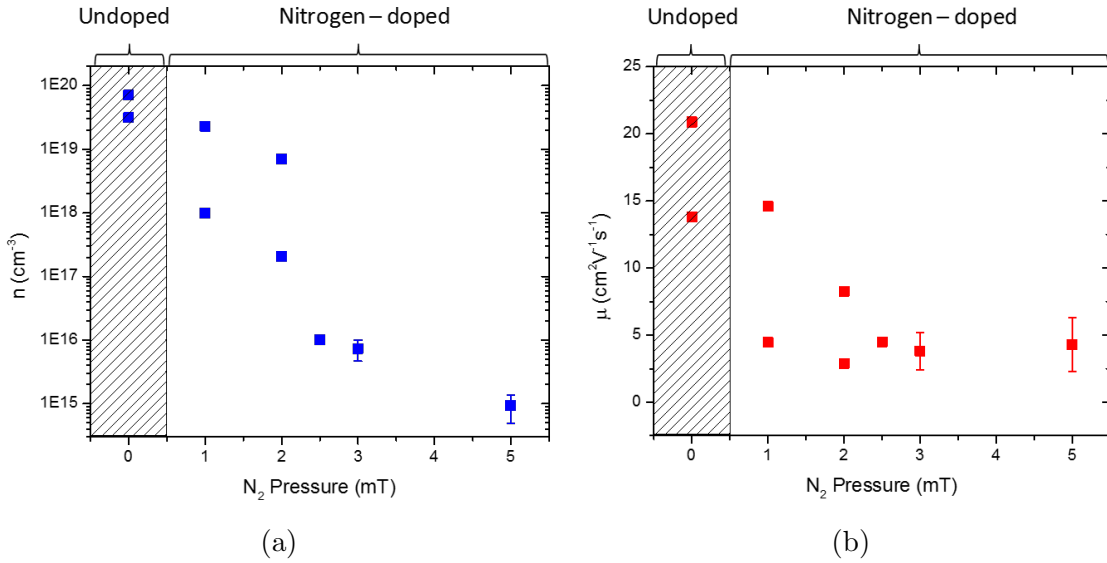 Undoped Nitrogen – doped
1E20
1E19
1E18
1E17
1E16
1E15
n (cm⁻³)
0 1 2 3 4 5
N₂ Pressure (mT)
(a)
Undoped Nitrogen – doped
25
20
15
10
5
0
μ (cm²V⁻¹s⁻¹)
0 1 2 3 4 5
N₂ Pressure (mT)
(b)